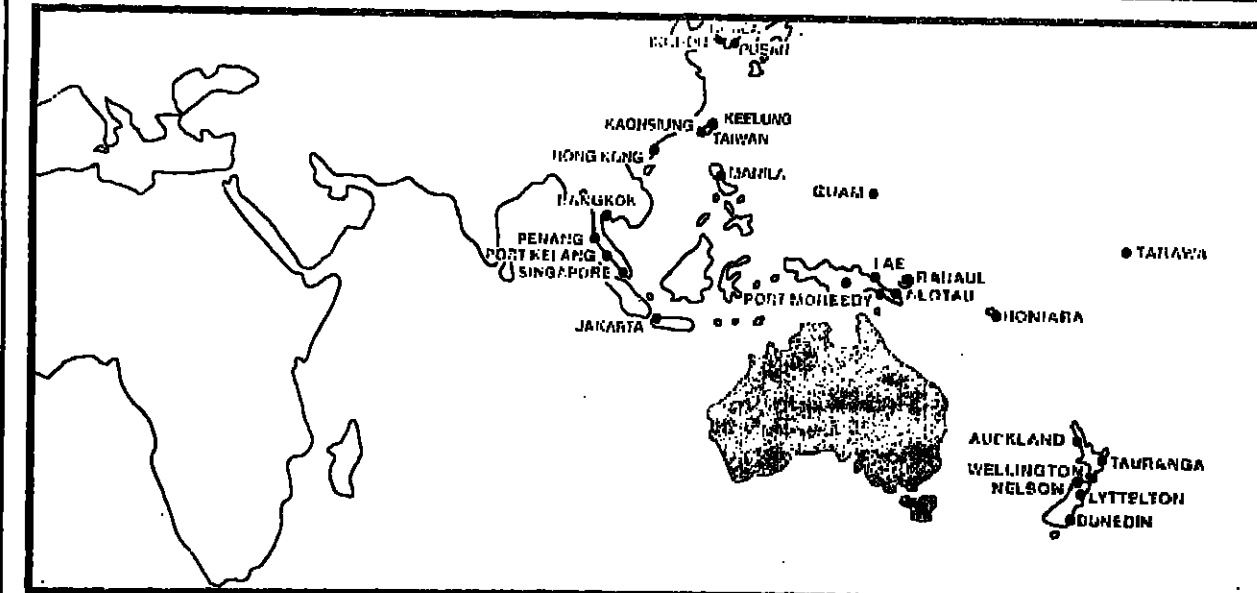 PUSAN
KAOHSIUNG
KEELUNG
TAIWAN
HONG KONG
MANILA
GUAM
BANGKOK
PENANG
PORT KELANG
SINGAPORE
TARAWA
LAE
RABAUL
PORT MORESBY
ALOTAU
HONIARA
JAKARTA
AUCKLAND
TAURANGA
WELLINGTON
NELSON
LYTTELTON
DUNEDIN